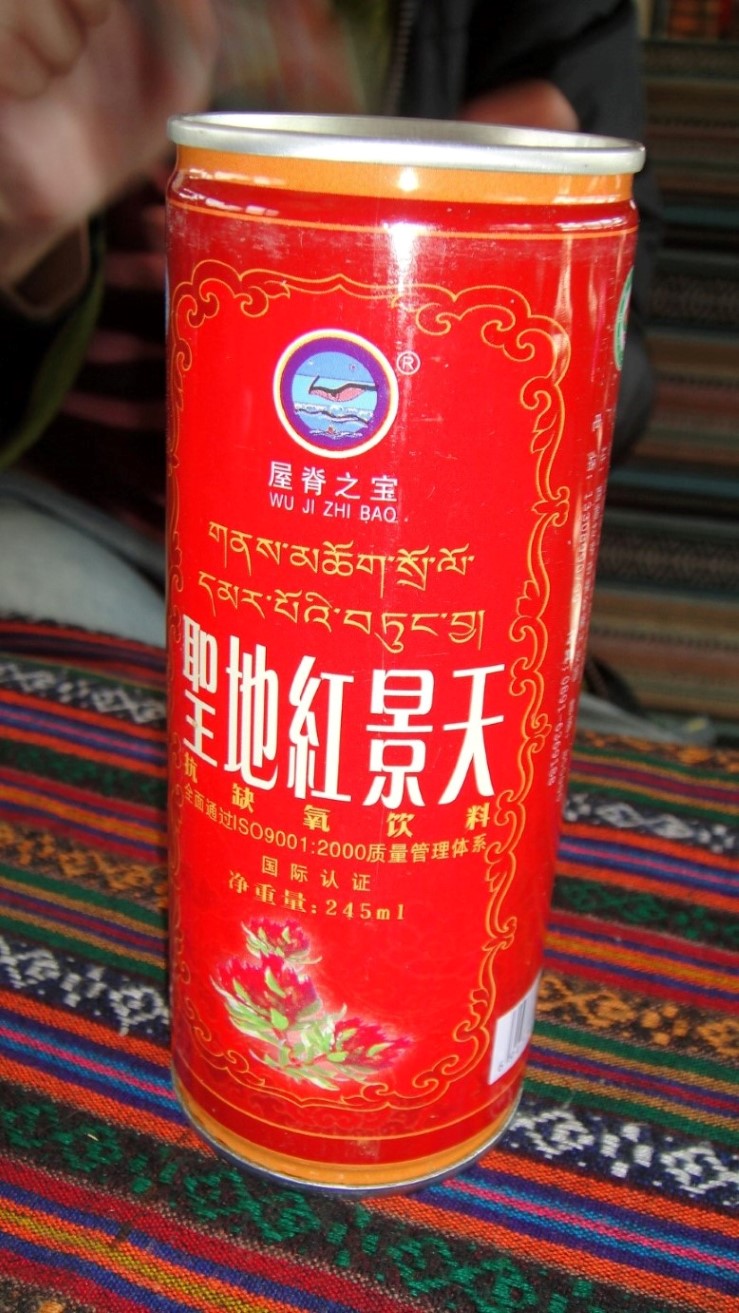 ®
屋脊之宝
WU JI ZHI BAO
གནས་མཆོག་སྲོ་ལོ་
དམར་པོའི་བཏུང་བྱ།
聖地紅景天
抗缺氧饮料
全面通过ISO9001:2000质量管理体系
国际认证
净重量:245ml